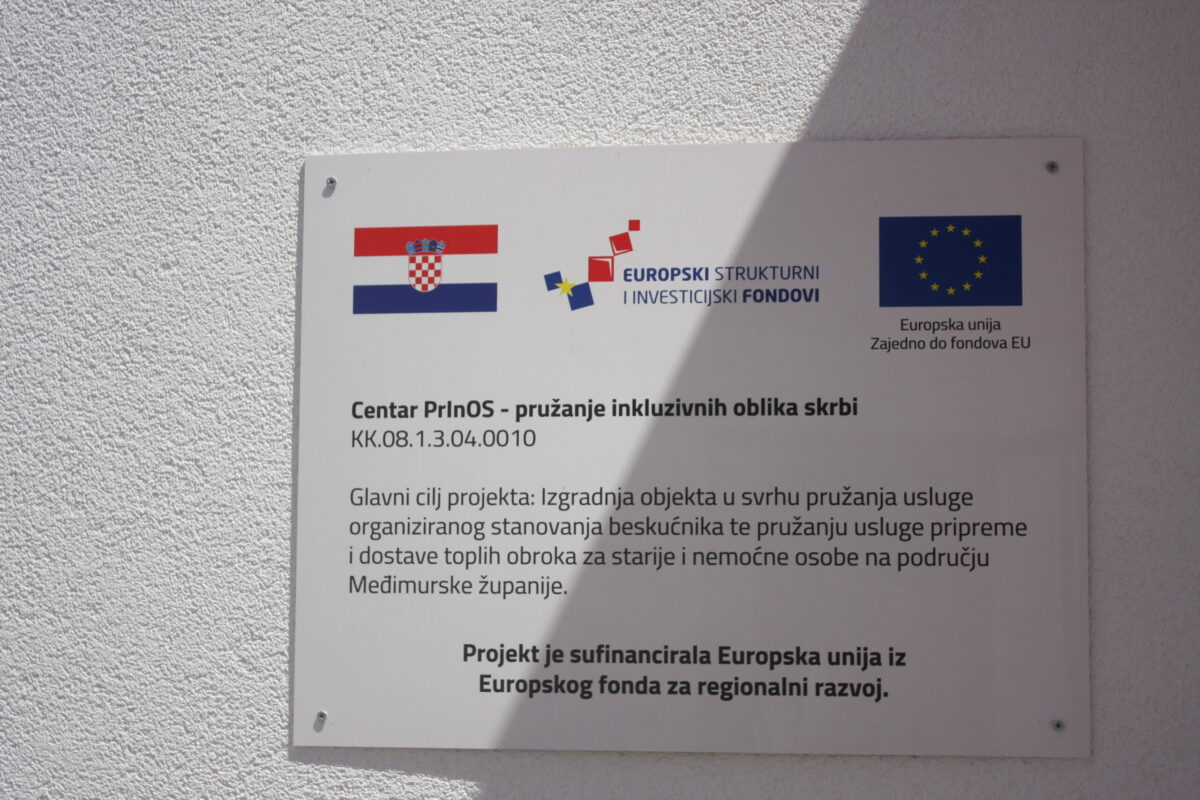 EUROPSKI STRUKTURNI
I INVESTICIJSKI FONDOVI
Europska unija
Zajedno do fondova EU
Centar PrInOS - pružanje inkluzivnih oblika skrbi
KK.08.1.3.04.0010
Glavni cilj projekta: Izgradnja objekta u svrhu pružanja usluge
organiziranog stanovanja beskućnika te pružanju usluge pripreme
i dostave toplih obroka za starije i nemoćne osobe na području
Međimurske županije.
Projekt je sufinancirala Europska unija iz
Europskog fonda za regionalni razvoj.